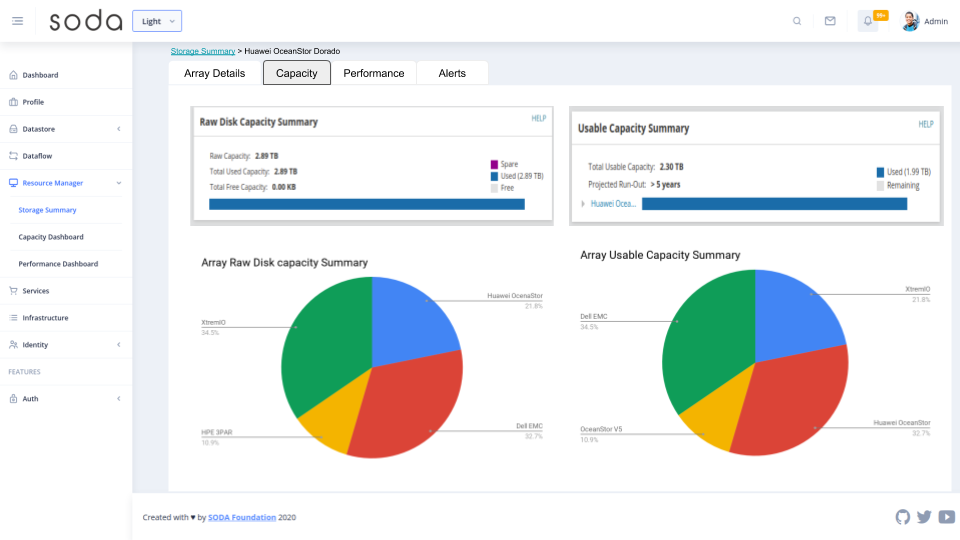 soda
Light
99+
Admin
Storage Summary > Huawei OceanStor Dorado
Array Details
Capacity
Performance
Alerts
Dashboard
Profile
Datastore
Dataflow
Resource Manager
Storage Summary
Capacity Dashboard
Performance Dashboard
Services
Infrastructure
Identity
FEATURES
Auth
Raw Disk Capacity Summary
HELP
Raw Capacity: 2.89 TB
Total Used Capacity: 2.89 TB
Total Free Capacity: 0.00 KB
Spare
Used (2.89 TB)
Free
Usable Capacity Summary
HELP
Total Usable Capacity: 2.30 TB
Projected Run-Out: > 5 years
Used (1.99 TB)
Remaining
Huawei Ocea...
Array Raw Disk capacity Summary
Huawei OcenaStor
21.8%
XtremIO
34.5%
HPE 3PAR
10.9%
Dell EMC
32.7%
Array Usable Capacity Summary
XtremIO
21.8%
Dell EMC
34.5%
OceanStor V5
10.9%
Huawei OceanStor
32.7%
Created with ♥ by SODA Foundation 2020